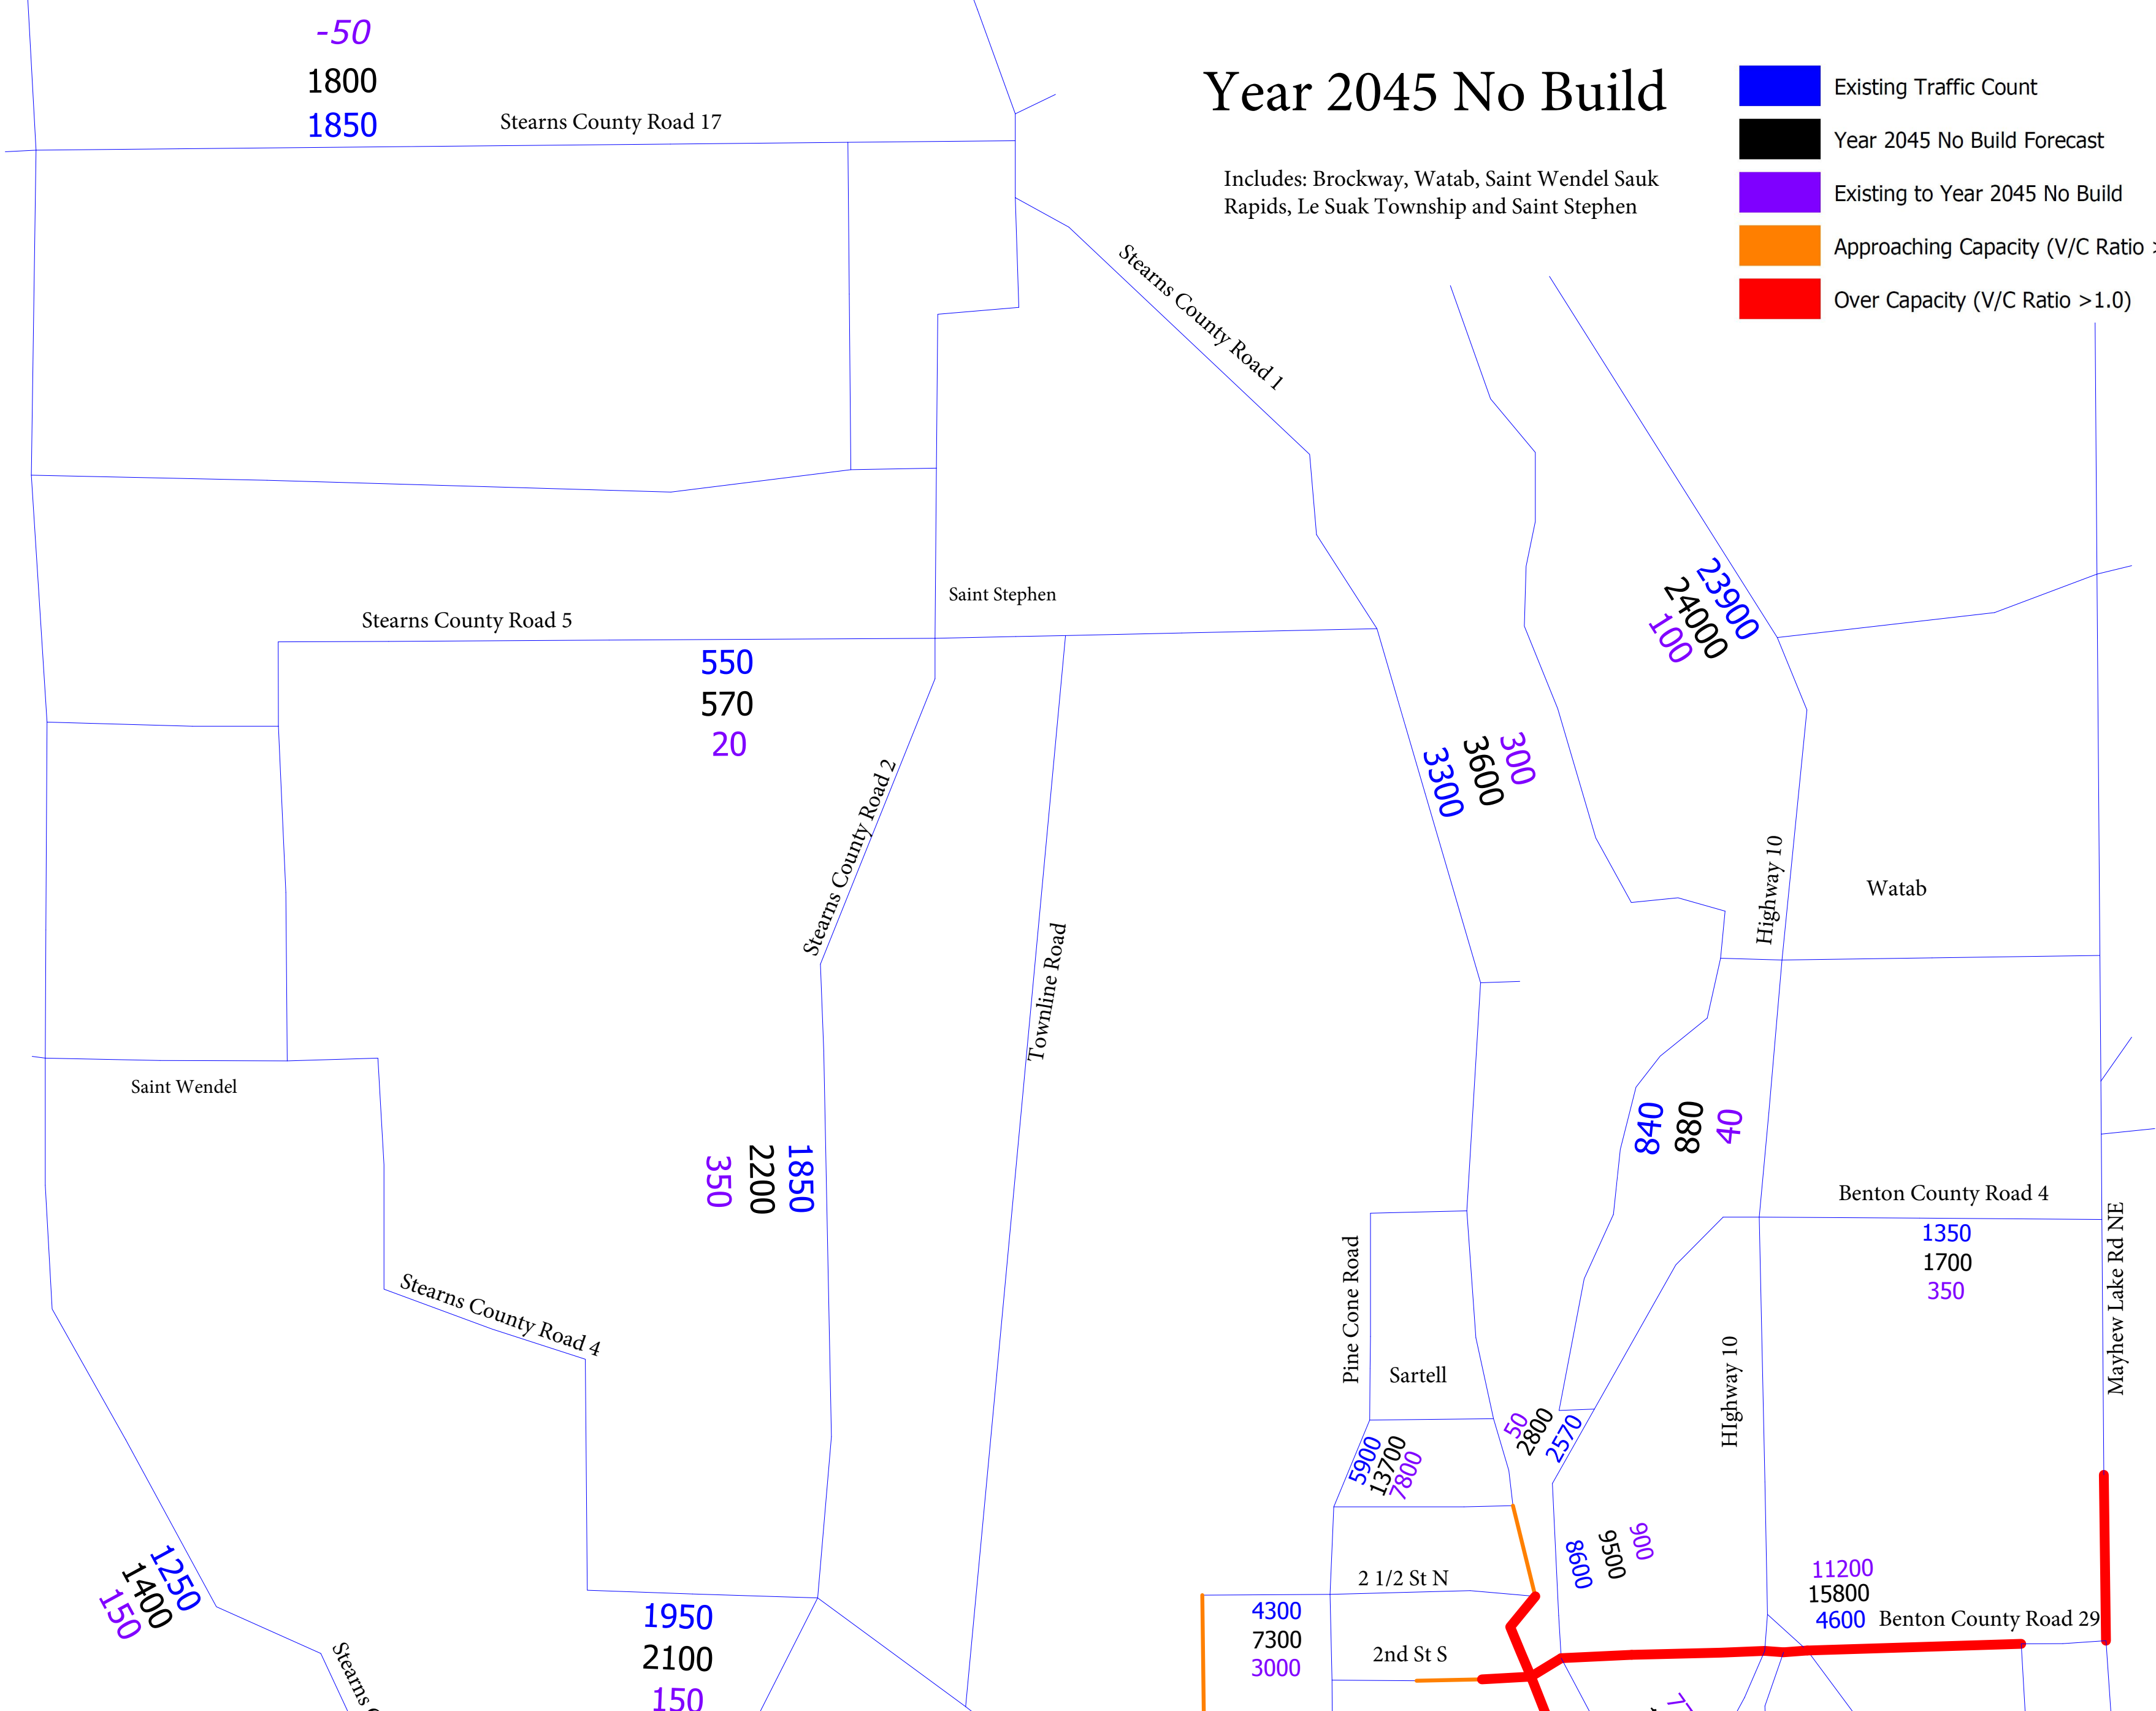 -50
1800
1850
Stearns County Road 17
Year 2045 No Build
Includes: Brockway, Watab, Saint Wendel Sauk
Rapids, Le Suak Township and Saint Stephen
Existing Traffic Count
Year 2045 No Build Forecast
Existing to Year 2045 No Build
Approaching Capacity (V/C Ratio >
Over Capacity (V/C Ratio >1.0)
Stearns County Road 1
Saint Stephen
Stearns County Road 5
550
570
20
23900
24000
100
3300
3600
300
Stearns County Road 2
Highway 10
Watab
Townline Road
Saint Wendel
1850
2200
350
840
880
40
Benton County Road 4
1350
1700
350
Mayhew Lake Rd NE
Pine Cone Road
Stearns County Road 4
Sartell
HIghway 10
50
2800
2570
5900
13700
7800
8600
9500
900
1250
1400
150
2 1/2 St N
4300
7300
3000
2nd St S
11200
15800
4600
Benton County Road 29
1950
2100
150
Stearns
77